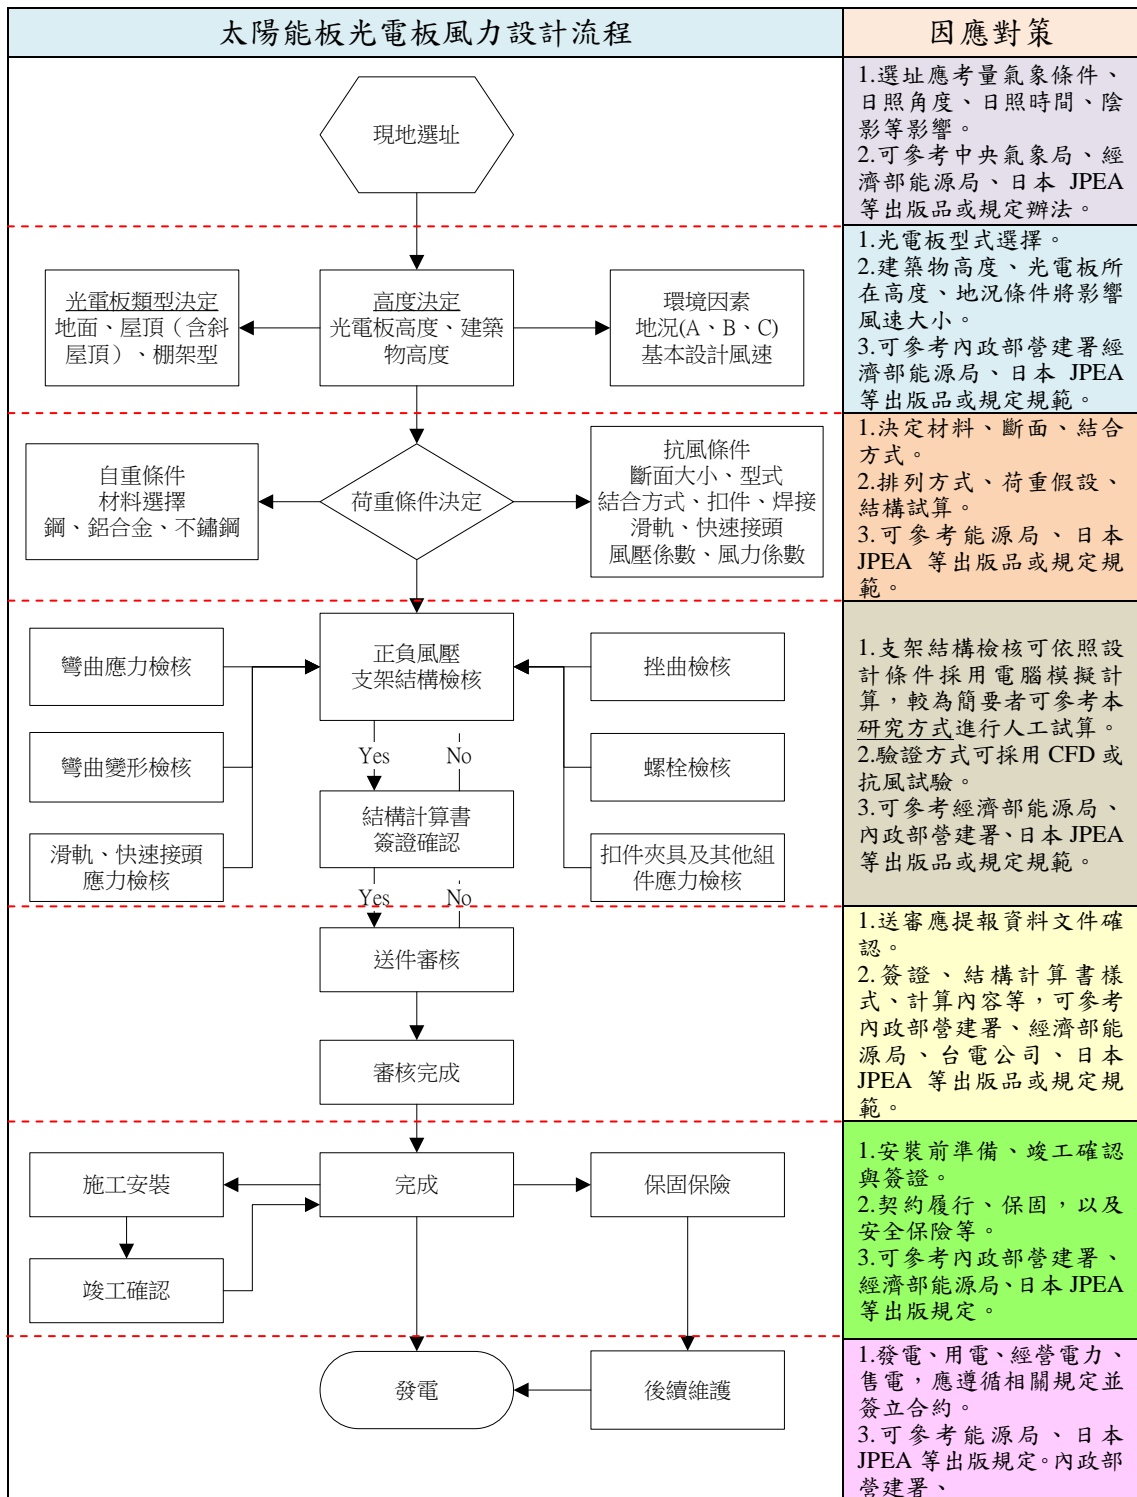 太陽能板光電板風力設計流程
因應對策
現地選址
1.選址應考量氣象條件、
日照角度、日照時間、陰
影等影響。
2.可參考中央氣象局、經
濟部能源局、日本 JPEA
等出版品或規定辦法。
光電板類型決定
地面、屋頂（含斜
屋頂）、棚架型
高度決定
光電板高度、建築
物高度
環境因素
地況(A、B、C)
基本設計風速
1.光電板型式選擇。
2.建築物高度、光電板所
在高度、地況條件將影響
風速大小。
3.可參考內政部營建署經
濟部能源局、日本 JPEA
等出版品或規定規範。
自重條件
材料選擇
鋼、鋁合金、不鏽鋼
荷重條件決定
抗風條件
斷面大小、型式
結合方式、扣件、焊接
滑軌、快速接頭
風壓係數、風力係數
1.決定材料、斷面、結合
方式。
2.排列方式、荷重假設、
結構試算。
3.可參考能源局、日本
JPEA 等出版品或規定規
範。
彎曲應力檢核
正負風壓
支架結構檢核
挫曲檢核
Yes
No
彎曲變形檢核
螺栓檢核
結構計算書
簽證確認
滑軌、快速接頭
應力檢核
扣件夾具及其他組
件應力檢核
Yes
No
1.支架結構檢核可依照設
計條件採用電腦模擬計
算，較為簡要者可參考本
研究方式進行人工試算。
2.驗證方式可採用 CFD 或
抗風試驗。
3.可參考經濟部能源局、
內政部營建署、日本 JPEA
等出版品或規定規範。
送件審核
審核完成
1.送審應提報資料文件確
認。
2.簽證、結構計算書樣
式、計算內容等，可參考
內政部營建署、經濟部能
源局、台電公司、日本
JPEA 等出版品或規定規
範。
施工安裝
完成
保固保險
竣工確認
1.安裝前準備、竣工確認
與簽證。
2.契約履行、保固，以及
安全保險等。
3.可參考內政部營建署、
經濟部能源局、日本 JPEA
等出版規定。
發電
後續維護
1.發電、用電、經營電力、
售電，應遵循相關規定並
簽立合約。
3.可參考能源局、日本
JPEA 等出版規定。內政部
營建署、